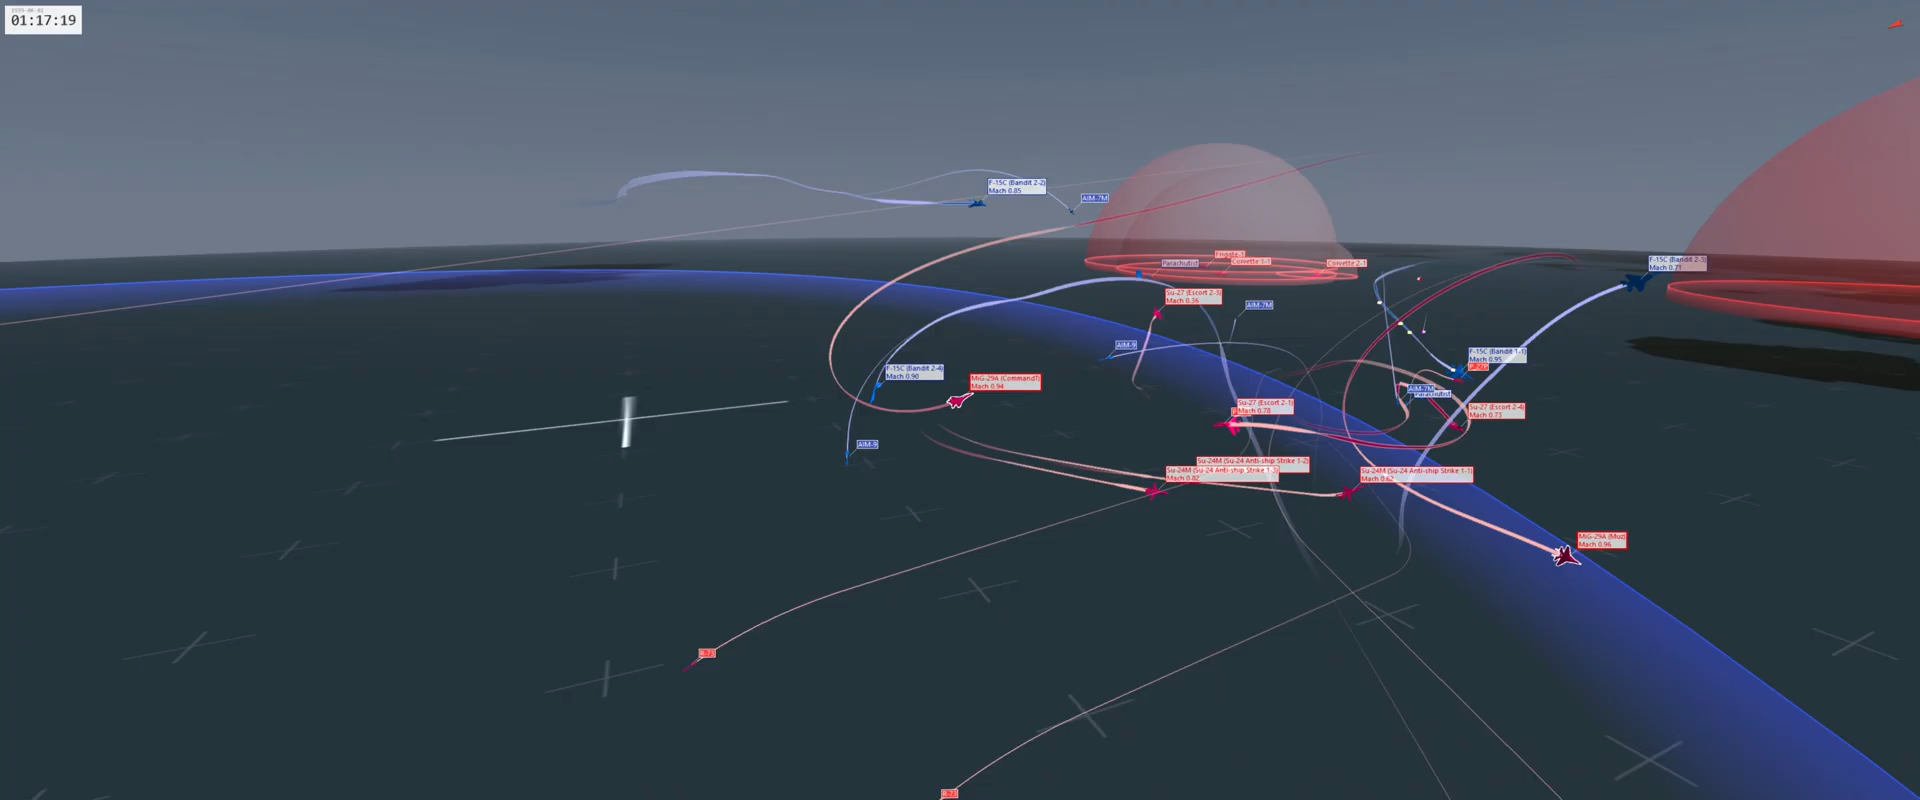 1999-06-01
01:17:19
F-15C (Bandit 2-2)
Mach 0.85
AIM-7M
Parachutist
Frigate-1
Corvette 1-1
Corvette 2-1
F-15C (Bandit 2-3)
Mach 0.71
Su-27 (Escort 2-3)
Mach 0.36
AIM-7M
AIM-9
F-15C (Bandit 1-1)
Mach 0.95
F-15C (Bandit 2-4)
Mach 0.90
MiG-29A (Command?)
Mach 0.94
AIM-7M
Parachutist
Su-27 (Escort 2-1)
Mach 0.78
Su-27 (Escort 2-4)
Mach 0.73
AIM-9
Su-24M (Su-24 Anti-ship Strike 1-2)
Su-24M (Su-24 Anti-ship Strike 1-3)
Mach 0.82
Su-24M (Su-24 Anti-ship Strike 1-1)
Mach 0.62
MiG-29A (Muz)
Mach 0.96
R-73
R-73